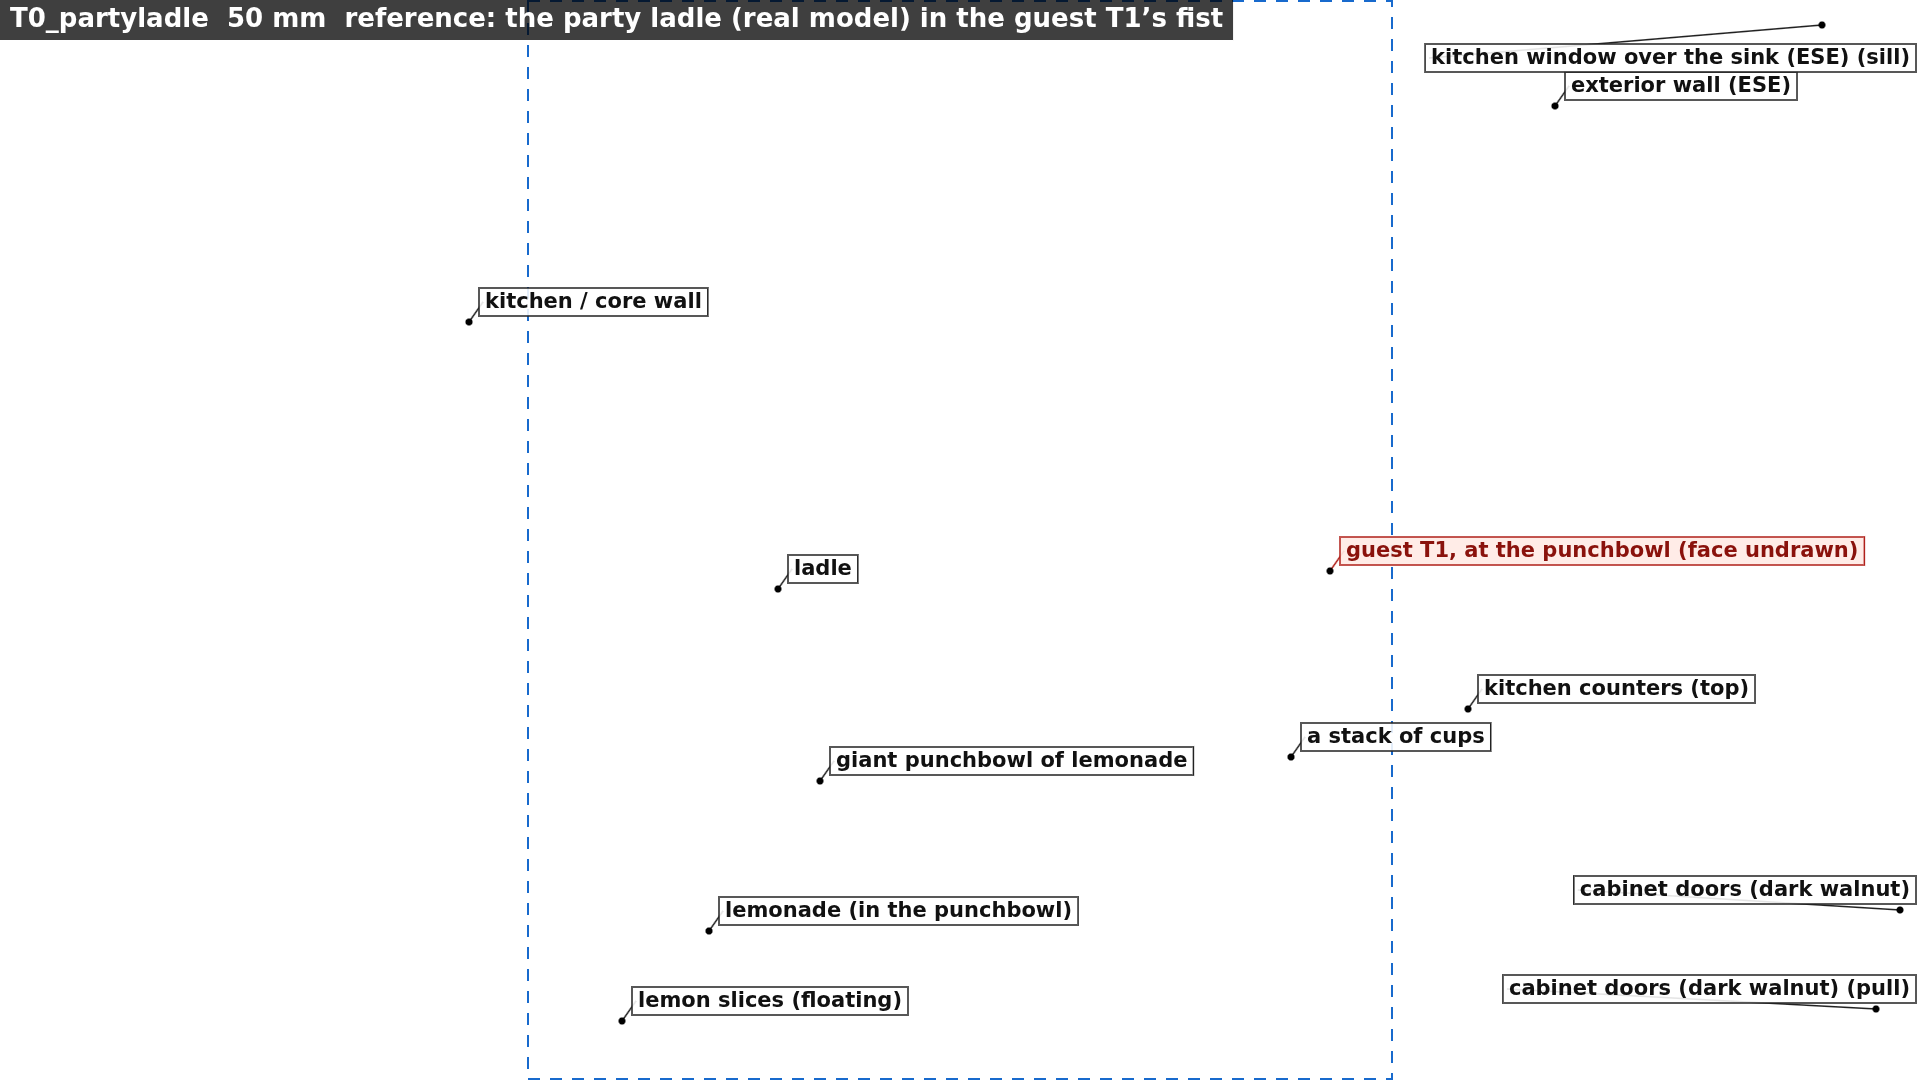 T0_partyladle  50 mm  reference: the party ladle (real model) in the guest T1’s fist
kitchen window over the sink (ESE) (sill)
exterior wall (ESE)
kitchen / core wall
guest T1, at the punchbowl (face undrawn)
ladle
kitchen counters (top)
a stack of cups
giant punchbowl of lemonade
cabinet doors (dark walnut)
lemonade (in the punchbowl)
cabinet doors (dark walnut) (pull)
lemon slices (floating)